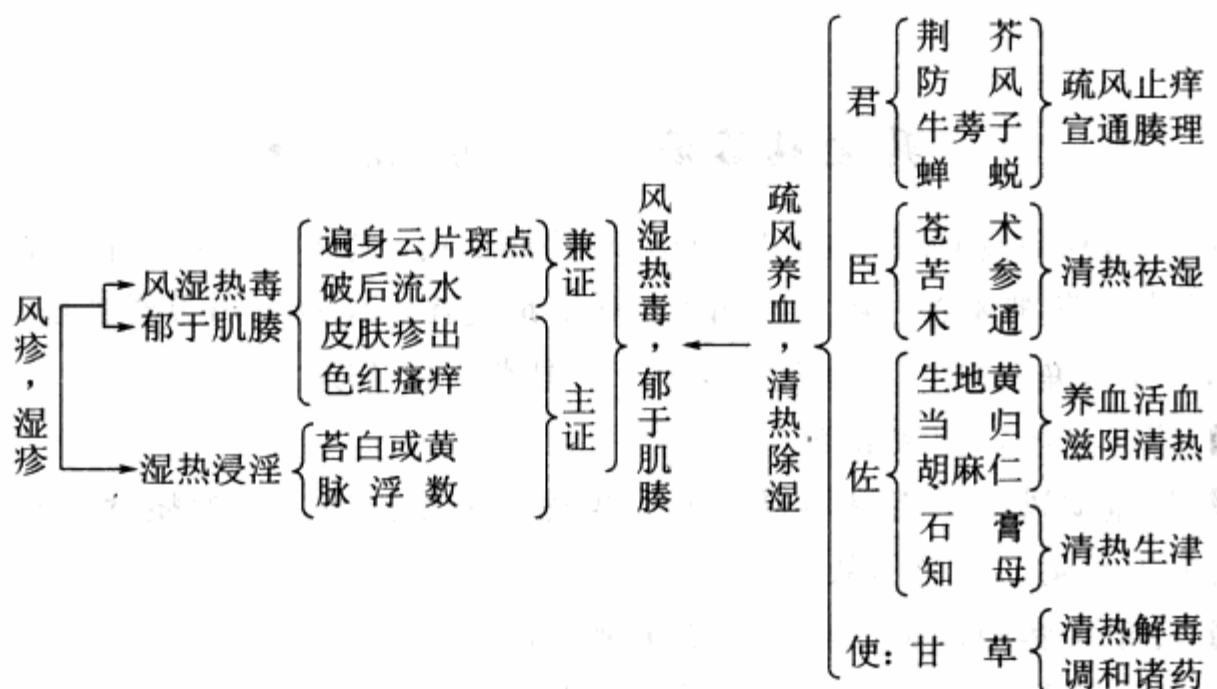 风疹，湿疹
风湿热毒
郁于肌腠
遍身云片斑点
破后流水
皮肤疹出
色红瘙痒
湿热浸淫
苔白或黄
脉浮数
兼证
主证
风湿热毒，郁于肌腠
疏风养血，清热除湿
君
荆芥
防风
牛蒡子
蝉蜕
疏风止痒
宣通腠理
臣
苍术
苦参
木通
清热祛湿
佐
生地黄
当归
胡麻仁
养血活血
滋阴清热
石膏
知母
清热生津
使：甘草
清热解毒
调和诸药